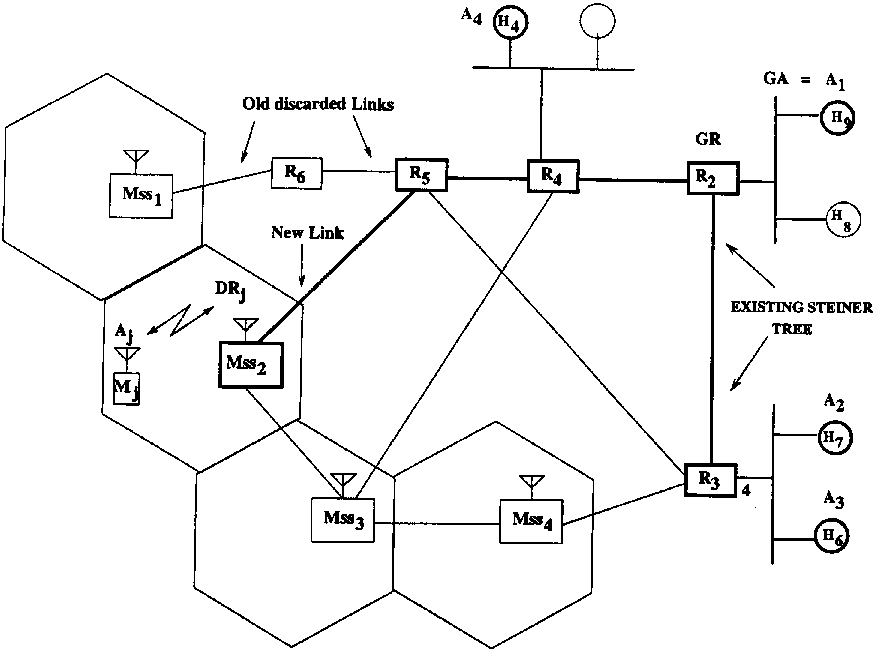 A4
H4
GA = A1
H9
Old discarded Links
GR
R6
R5
R4
R2
Mss1
H8
New Link
DRj
EXISTING STEINER
TREE
Aj
Mss2
Mj
A2
H7
R3
4
A3
Mss3
Mss4
H6